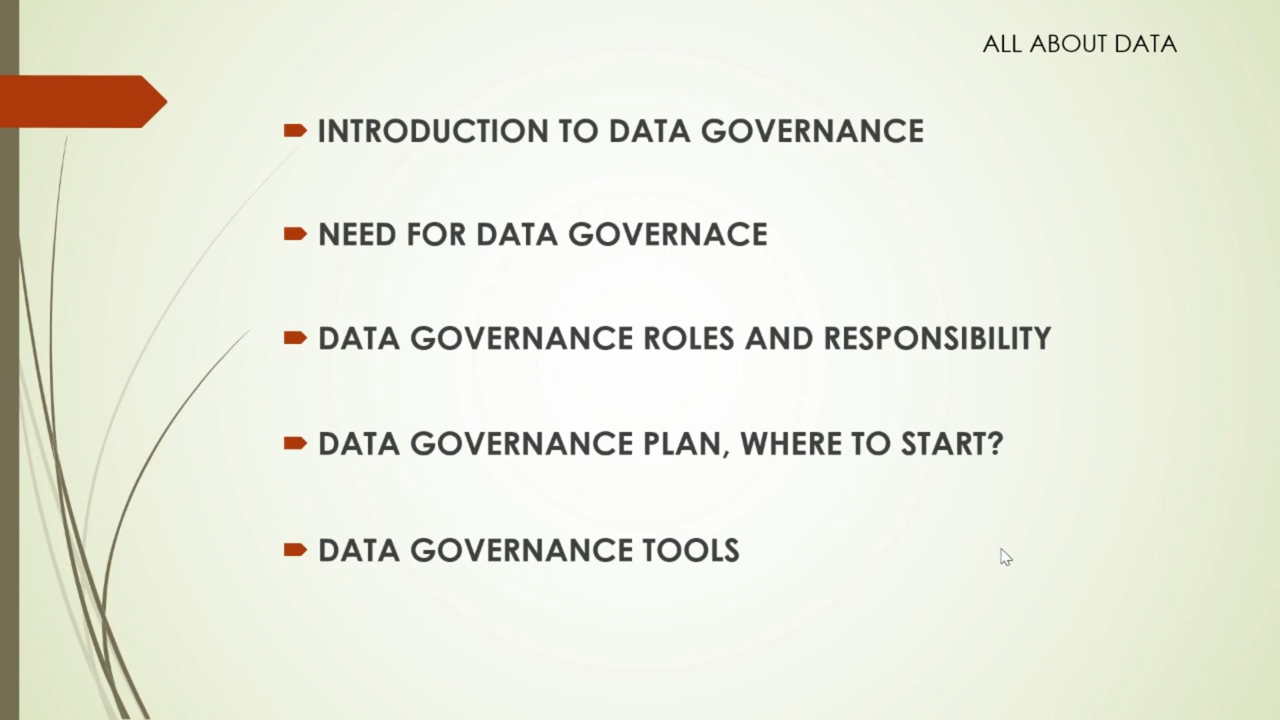 ALL ABOUT DATA
INTRODUCTION TO DATA GOVERNANCE
NEED FOR DATA GOVERNACE
DATA GOVERNANCE ROLES AND RESPONSIBILITY
DATA GOVERNANCE PLAN, WHERE TO START?
DATA GOVERNANCE TOOLS